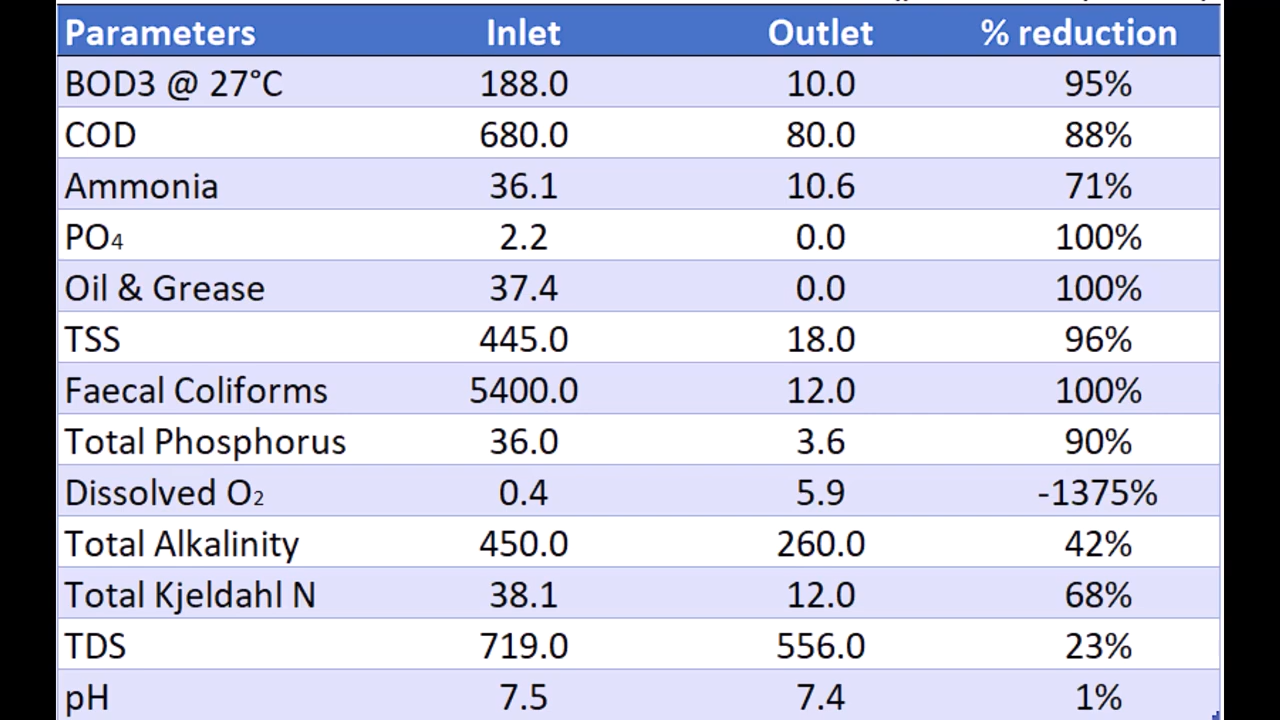 Parameters Inlet Outlet % reduction
BOD3 @ 27°C 188.0 10.0 95%
COD 680.0 80.0 88%
Ammonia 36.1 10.6 71%
PO₄ 2.2 0.0 100%
Oil & Grease 37.4 0.0 100%
TSS 445.0 18.0 96%
Faecal Coliforms 5400.0 12.0 100%
Total Phosphorus 36.0 3.6 90%
Dissolved O₂ 0.4 5.9 -1375%
Total Alkalinity 450.0 260.0 42%
Total Kjeldahl N 38.1 12.0 68%
TDS 719.0 556.0 23%
pH 7.5 7.4 1%